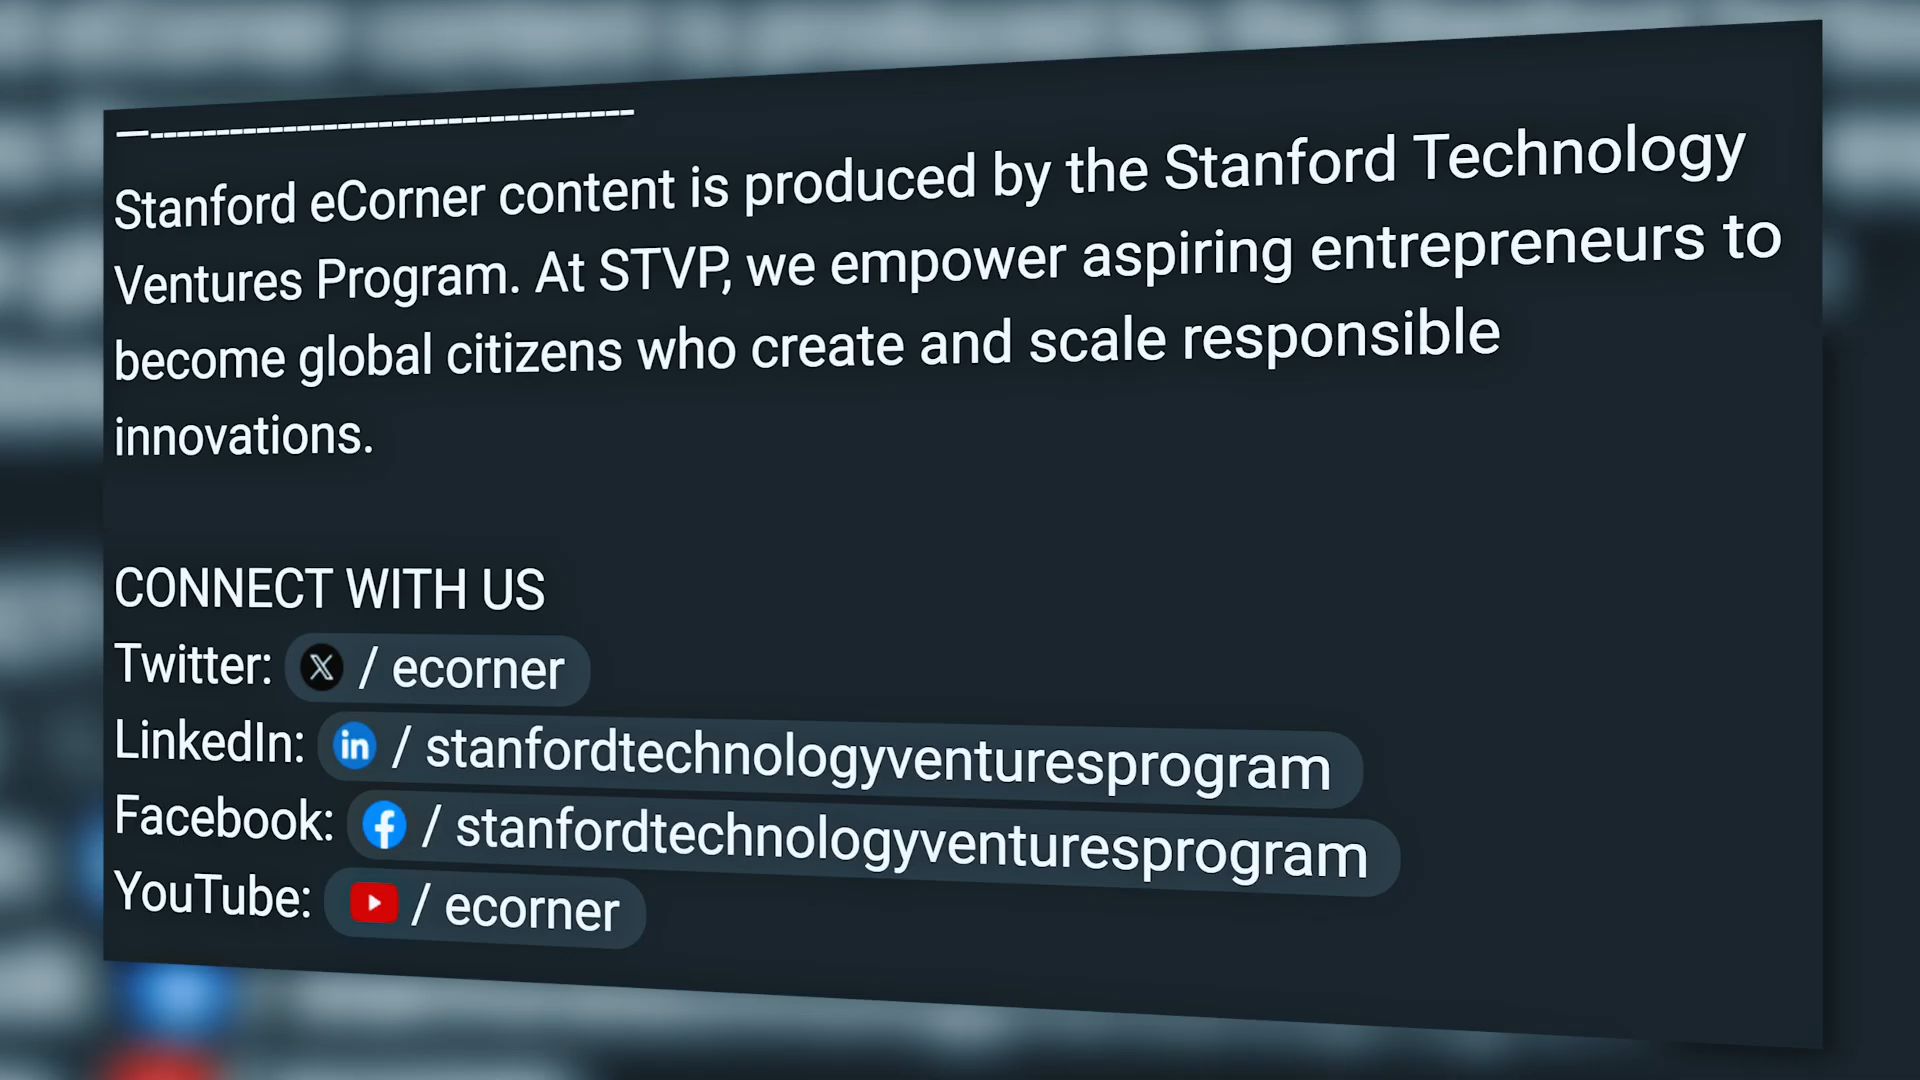 —------------------------------
Stanford eCorner content is produced by the Stanford Technology
Ventures Program. At STVP, we empower aspiring entrepreneurs to
become global citizens who create and scale responsible
innovations.
CONNECT WITH US
Twitter: / ecorner
LinkedIn: / stanfordtechnologyventuresprogram
Facebook: / stanfordtechnologyventuresprogram
YouTube: / ecorner